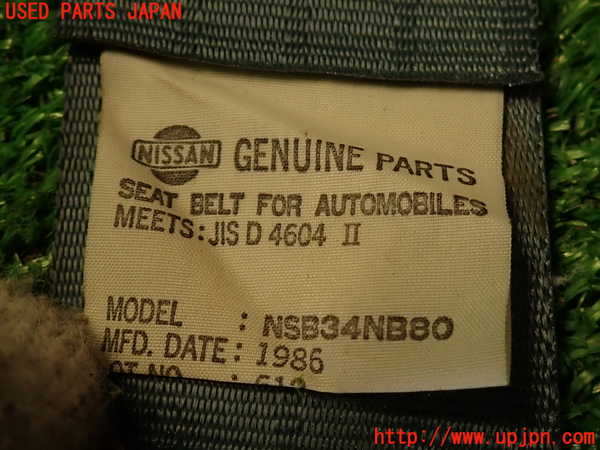 USED PARTS JAPAN
NISSAN GENUINE PARTS
SEAT BELT FOR AUTOMOBILES
MEETS: JIS D 4604 II
MODEL : NSB34NB80
MFD. DATE: 1986
http://www.upjpn.com/